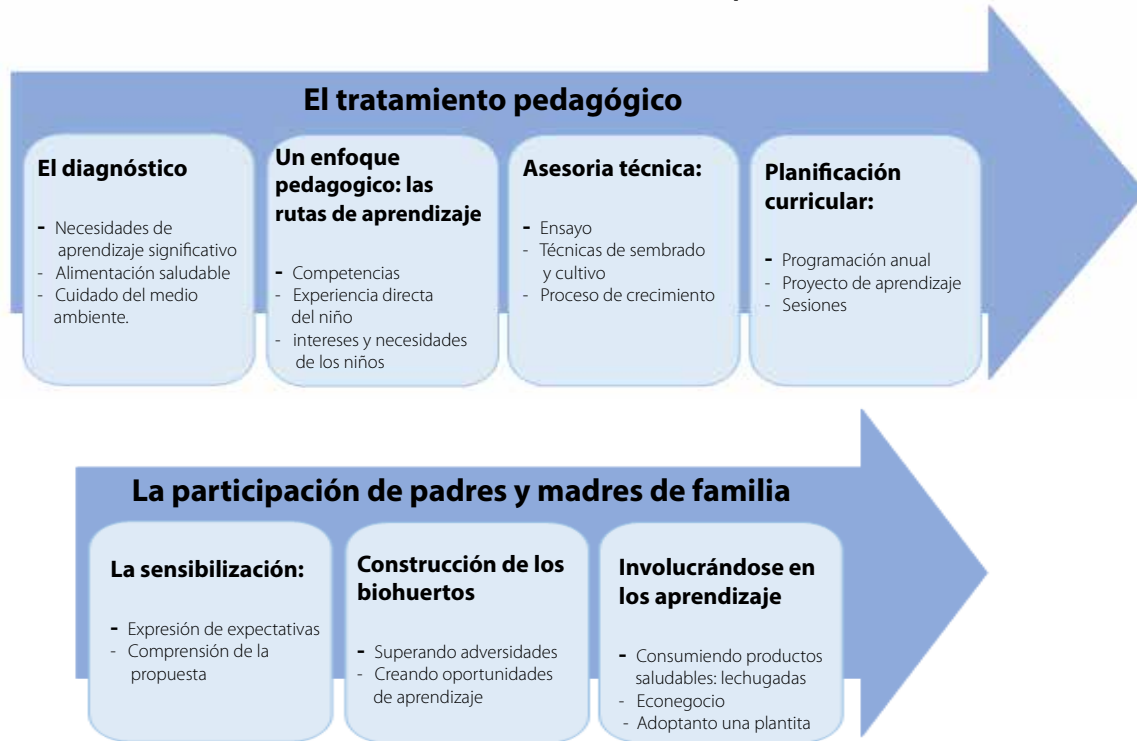 El tratamiento pedagógico
El diagnóstico
- Necesidades de
aprendizaje significativo
- Alimentación saludable
- Cuidado del medio
ambiente.
Un enfoque
pedagogico: las
rutas de aprendizaje
- Competencias
- Experiencia directa
del niño
- intereses y necesidades
de los niños
Asesoria técnica:
- Ensayo
- Técnicas de sembrado
y cultivo
- Proceso de crecimiento
Planificación
curricular:
- Programación anual
- Proyecto de aprendizaje
- Sesiones
La participación de padres y madres de familia
La sensibilización:
- Expresión de expectativas
- Comprensión de la
propuesta
Construcción de los
biohuertos
- Superando adversidades
- Creando oportunidades
de aprendizaje
Involucrándose en
los aprendizaje
- Consumiendo productos
saludables: lechugadas
- Econegocio
- Adoptanto una plantita